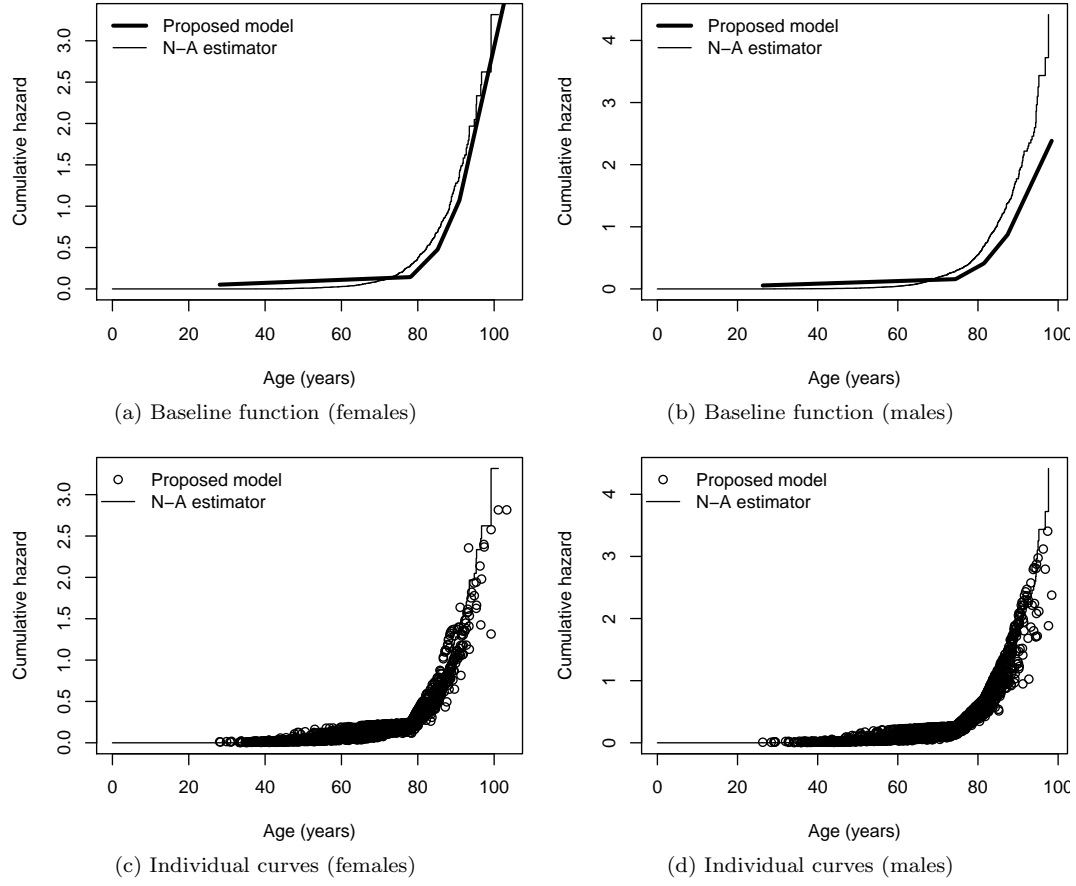 Proposed model
N−A estimator
Cumulative hazard
0.0 0.5 1.0 1.5 2.0 2.5 3.0
0 20 40 60 80 100
Age (years)
(a) Baseline function (females)
Proposed model
N−A estimator
Cumulative hazard
0 1 2 3 4
0 20 40 60 80 100
Age (years)
(b) Baseline function (males)
Proposed model
N−A estimator
Cumulative hazard
0.0 0.5 1.0 1.5 2.0 2.5 3.0
0 20 40 60 80 100
Age (years)
(c) Individual curves (females)
Proposed model
N−A estimator
Cumulative hazard
0 1 2 3 4
0 20 40 60 80 100
Age (years)
(d) Individual curves (males)